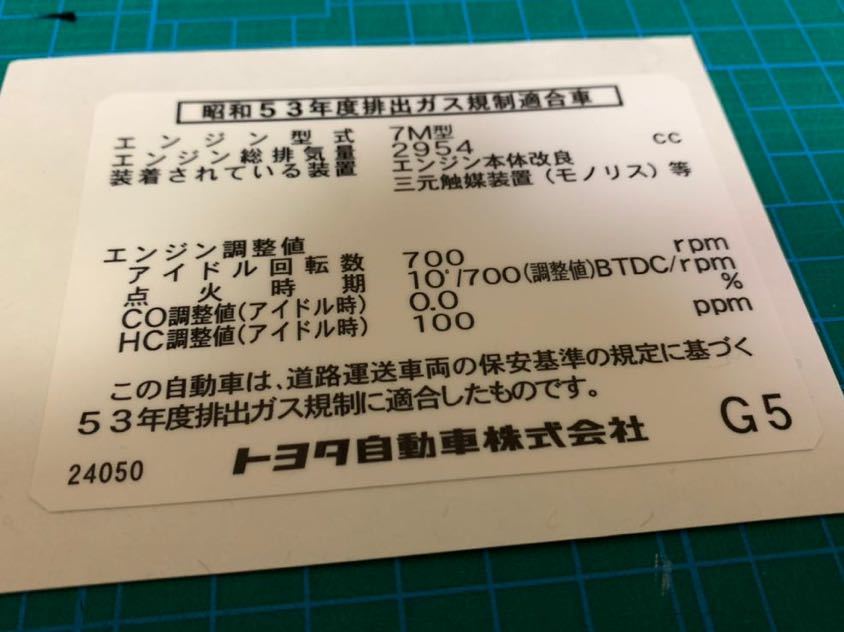 昭和53年度排出ガス規制適合車
エンジン型式 7M型
エンジン総排気量 2954 cc
装着されている装置 エンジン本体改良
三元触媒装置(モノリス)等
エンジン調整値
アイドル回転数 700 rpm
点火時期 10°/700(調整値)BTDC/rpm
CO調整値(アイドル時) 0.0 %
HC調整値(アイドル時) 100 ppm
この自動車は、道路運送車両の保安基準の規定に基づく
53年度排出ガス規制に適合したものです。
24050 トヨタ自動車株式会社 G5